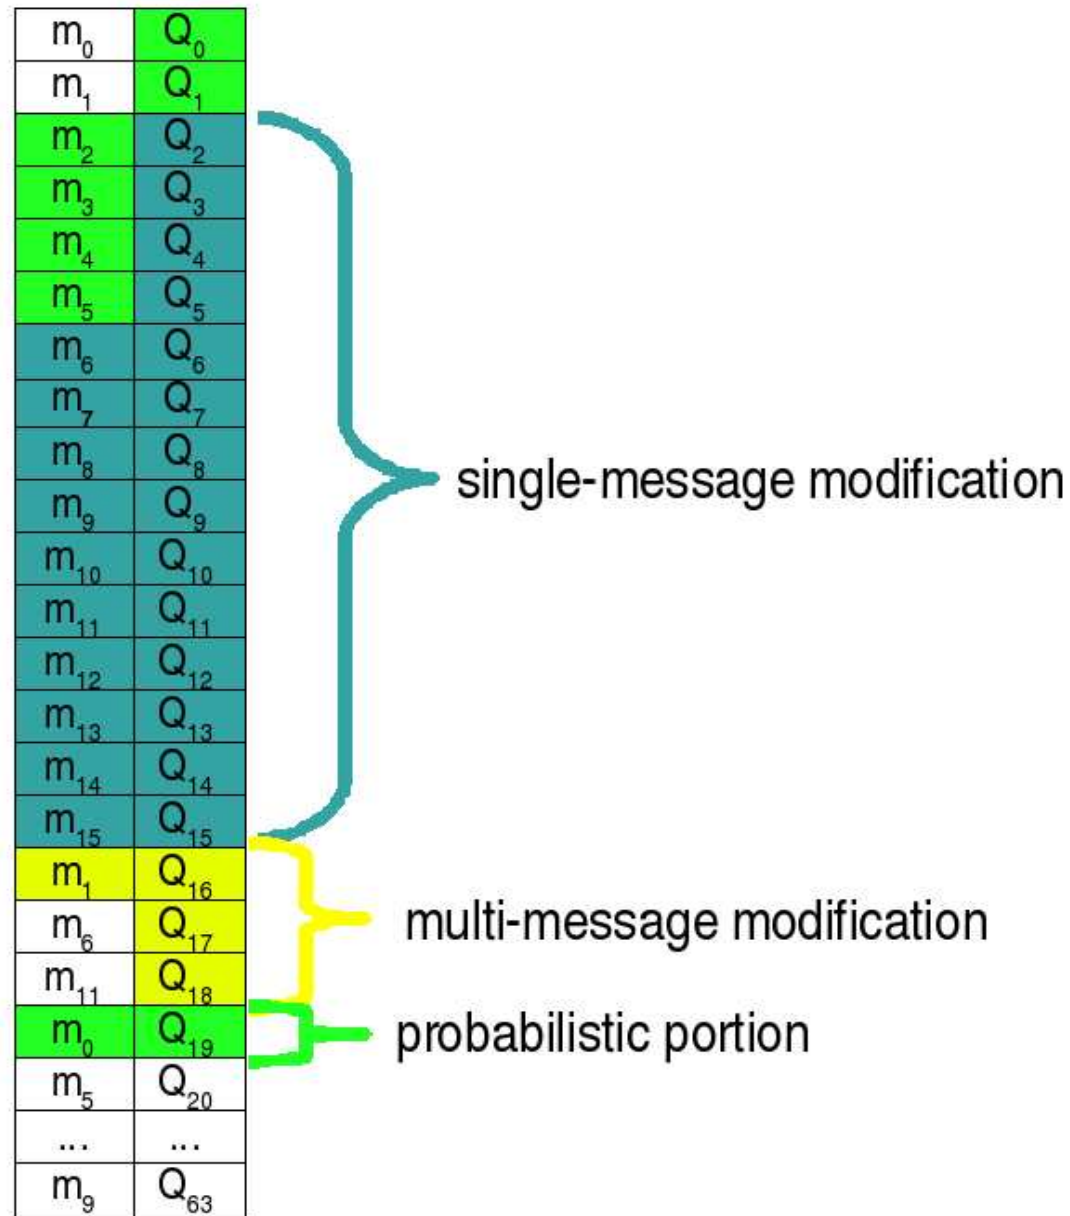 m₀ Q₀
m₁ Q₁
m₂ Q₂
m₃ Q₃
m₄ Q₄
m₅ Q₅
m₆ Q₆
m₇ Q₇
m₈ Q₈
single-message modification
m₉ Q₉
m₁₀ Q₁₀
m₁₁ Q₁₁
m₁₂ Q₁₂
m₁₃ Q₁₃
m₁₄ Q₁₄
m₁₅ Q₁₅
m₁ Q₁₆
m₆ Q₁₇
multi-message modification
m₁₁ Q₁₈
m₀ Q₁₉
probabilistic portion
m₅ Q₂₀
... ...
m₉ Q₆₃